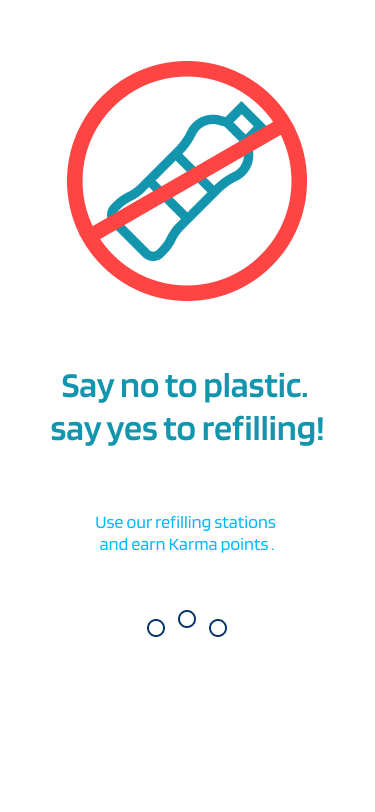 Say no to plastic.
say yes to refilling!
Use our refilling stations
and earn Karma points .